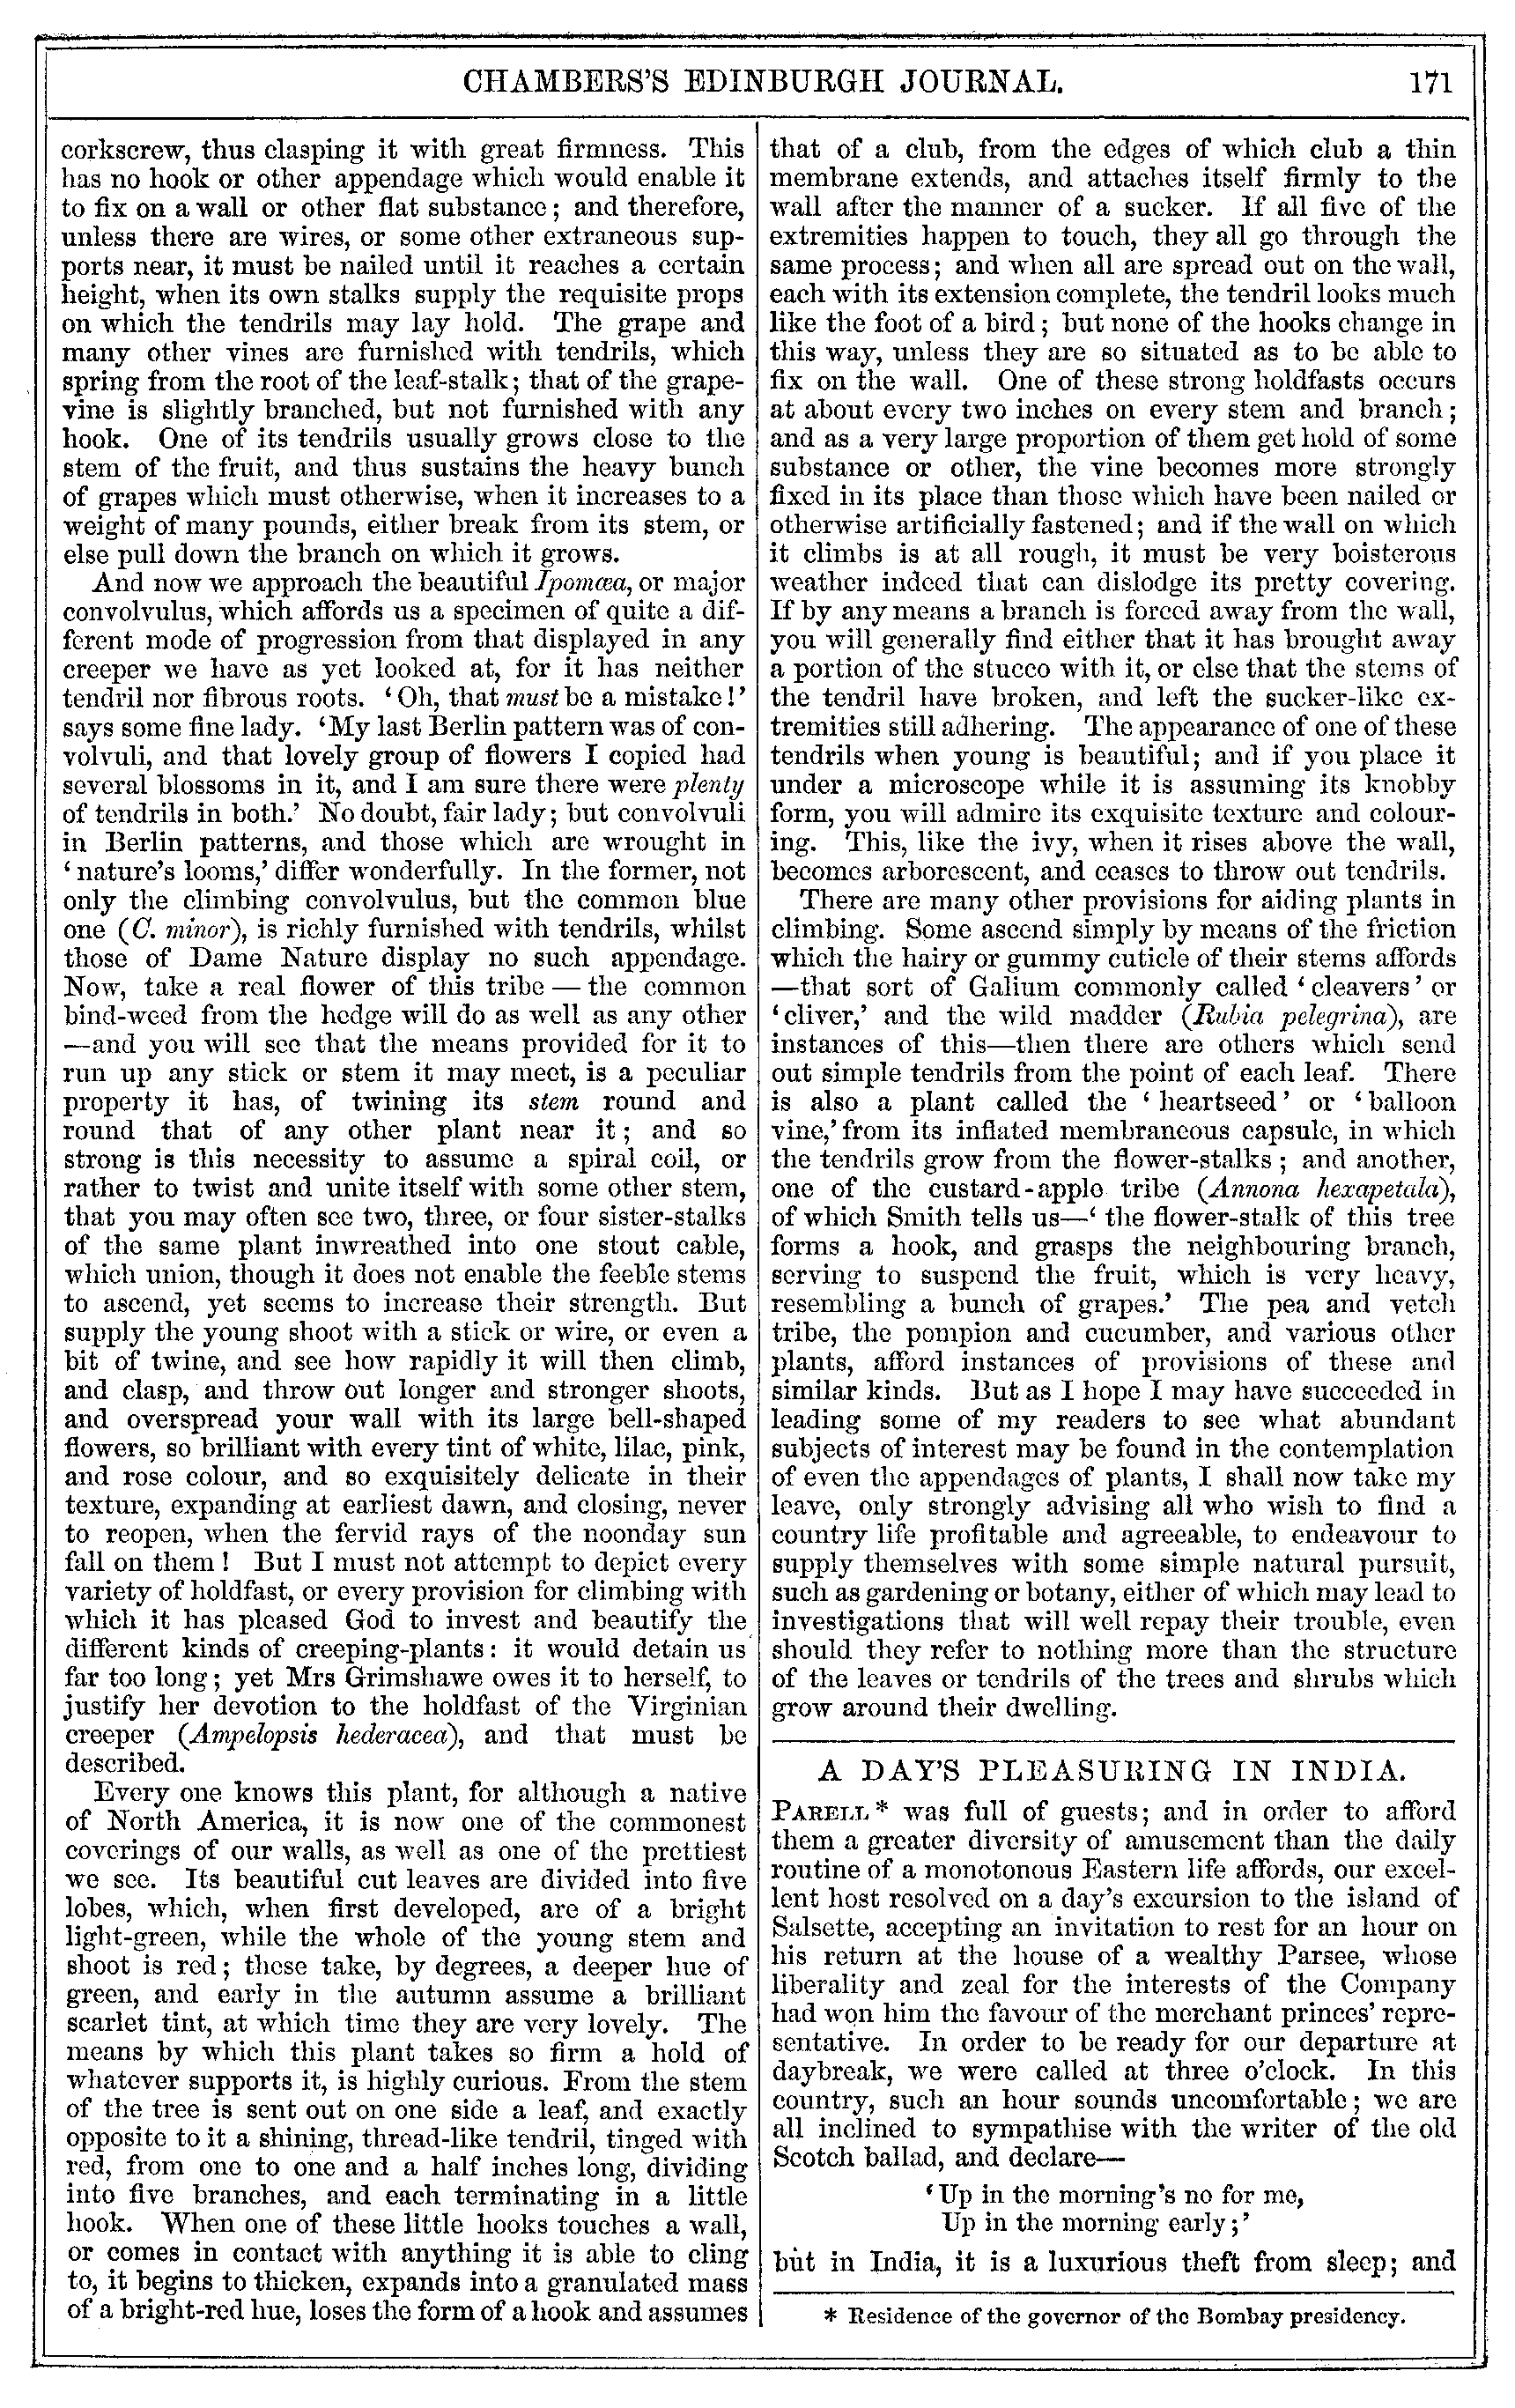 CHAMBERS'S EDINBURGH JOURNAL. 171
corkscrew, thus clasping it with great firmness. This
has no hook or other appendage which would enable it
to fix on a wall or other flat substance; and therefore,
unless there are wires, or some other extraneous sup-
ports near, it must be nailed until it reaches a certain
height, when its own stalks supply the requisite props
on which the tendrils may lay hold. The grape and
many other vines are furnished with tendrils, which
spring from the root of the leaf-stalk; that of the grape-
vine is slightly branched, but not furnished with any
hook. One of its tendrils usually grows close to the
stem of the fruit, and thus sustains the heavy bunch
of grapes which must otherwise, when it increases to a
weight of many pounds, either break from its stem, or
else pull down the branch on which it grows.
And now we approach the beautiful Ipomœa, or major
convolvulus, which affords us a specimen of quite a dif-
ferent mode of progression from that displayed in any
creeper we have as yet looked at, for it has neither
tendril nor fibrous roots. 'Oh, that must be a mistake!'
says some fine lady. 'My last Berlin pattern was of con-
volvuli, and that lovely group of flowers I copied had
several blossoms in it, and I am sure there were plenty
of tendrils in both.' No doubt, fair lady; but convolvuli
in Berlin patterns, and those which are wrought in
'nature's looms,' differ wonderfully. In the former, not
only the climbing convolvulus, but the common blue
one (C. minor), is richly furnished with tendrils, whilst
those of Dame Nature display no such appendage.
Now, take a real flower of this tribe — the common
bind-weed from the hedge will do as well as any other
—and you will see that the means provided for it to
run up any stick or stem it may meet, is a peculiar
property it has, of twining its stem round and
round that of any other plant near it; and so
strong is this necessity to assume a spiral coil, or
rather to twist and unite itself with some other stem,
that you may often see two, three, or four sister-stalks
of the same plant inwreathed into one stout cable,
which union, though it does not enable the feeble stems
to ascend, yet seems to increase their strength. But
supply the young shoot with a stick or wire, or even a
bit of twine, and see how rapidly it will then climb,
and clasp, and throw out longer and stronger shoots,
and overspread your wall with its large bell-shaped
flowers, so brilliant with every tint of white, lilac, pink,
and rose colour, and so exquisitely delicate in their
texture, expanding at earliest dawn, and closing, never
to reopen, when the fervid rays of the noonday sun
fall on them! But I must not attempt to depict every
variety of holdfast, or every provision for climbing with
which it has pleased God to invest and beautify the
different kinds of creeping-plants: it would detain us
far too long; yet Mrs Grimshawe owes it to herself, to
justify her devotion to the holdfast of the Virginian
creeper (Ampelopsis hederacea), and that must be
described.
Every one knows this plant, for although a native
of North America, it is now one of the commonest
coverings of our walls, as well as one of the prettiest
we see. Its beautiful cut leaves are divided into five
lobes, which, when first developed, are of a bright
light-green, while the whole of the young stem and
shoot is red; these take, by degrees, a deeper hue of
green, and early in the autumn assume a brilliant
scarlet tint, at which time they are very lovely. The
means by which this plant takes so firm a hold of
whatever supports it, is highly curious. From the stem
of the tree is sent out on one side a leaf, and exactly
opposite to it a shining, thread-like tendril, tinged with
red, from one to one and a half inches long, dividing
into five branches, and each terminating in a little
hook. When one of these little hooks touches a wall,
or comes in contact with anything it is able to cling
to, it begins to thicken, expands into a granulated mass
of a bright-red hue, loses the form of a hook and assumes
that of a club, from the edges of which club a thin
membrane extends, and attaches itself firmly to the
wall after the manner of a sucker. If all five of the
extremities happen to touch, they all go through the
same process; and when all are spread out on the wall,
each with its extension complete, the tendril looks much
like the foot of a bird; but none of the hooks change in
this way, unless they are so situated as to be able to
fix on the wall. One of these strong holdfasts occurs
at about every two inches on every stem and branch;
and as a very large proportion of them get hold of some
substance or other, the vine becomes more strongly
fixed in its place than those which have been nailed or
otherwise artificially fastened; and if the wall on which
it climbs is at all rough, it must be very boisterous
weather indeed that can dislodge its pretty covering.
If by any means a branch is forced away from the wall,
you will generally find either that it has brought away
a portion of the stucco with it, or else that the stems of
the tendril have broken, and left the sucker-like ex-
tremities still adhering. The appearance of one of these
tendrils when young is beautiful; and if you place it
under a microscope while it is assuming its knobby
form, you will admire its exquisite texture and colour-
ing. This, like the ivy, when it rises above the wall,
becomes arborescent, and ceases to throw out tendrils.
There are many other provisions for aiding plants in
climbing. Some ascend simply by means of the friction
which the hairy or gummy cuticle of their stems affords
—that sort of Galium commonly called 'cleavers' or
'cliver,' and the wild madder (Rubia pelegrina), are
instances of this—then there are others which send
out simple tendrils from the point of each leaf. There
is also a plant called the 'heartseed' or 'balloon
vine,' from its inflated membraneous capsule, in which
the tendrils grow from the flower-stalks; and another,
one of the custard-apple tribe (Annona hexapetala),
of which Smith tells us—'the flower-stalk of this tree
forms a hook, and grasps the neighbouring branch,
serving to suspend the fruit, which is very heavy,
resembling a bunch of grapes.' The pea and vetch
tribe, the pompion and cucumber, and various other
plants, afford instances of provisions of these and
similar kinds. But as I hope I may have succeeded in
leading some of my readers to see what abundant
subjects of interest may be found in the contemplation
of even the appendages of plants, I shall now take my
leave, only strongly advising all who wish to find a
country life profitable and agreeable, to endeavour to
supply themselves with some simple natural pursuit,
such as gardening or botany, either of which may lead to
investigations that will well repay their trouble, even
should they refer to nothing more than the structure
of the leaves or tendrils of the trees and shrubs which
grow around their dwelling.
A DAY'S PLEASURING IN INDIA.
PARELL* was full of guests; and in order to afford
them a greater diversity of amusement than the daily
routine of a monotonous Eastern life affords, our excel-
lent host resolved on a day's excursion to the island of
Salsette, accepting an invitation to rest for an hour on
his return at the house of a wealthy Parsee, whose
liberality and zeal for the interests of the Company
had won him the favour of the merchant princes' repre-
sentative. In order to be ready for our departure at
daybreak, we were called at three o'clock. In this
country, such an hour sounds uncomfortable; we are
all inclined to sympathise with the writer of the old
Scotch ballad, and declare—
'Up in the morning's no for me,
Up in the morning early;'
but in India, it is a luxurious theft from sleep; and
* Residence of the governor of the Bombay presidency.